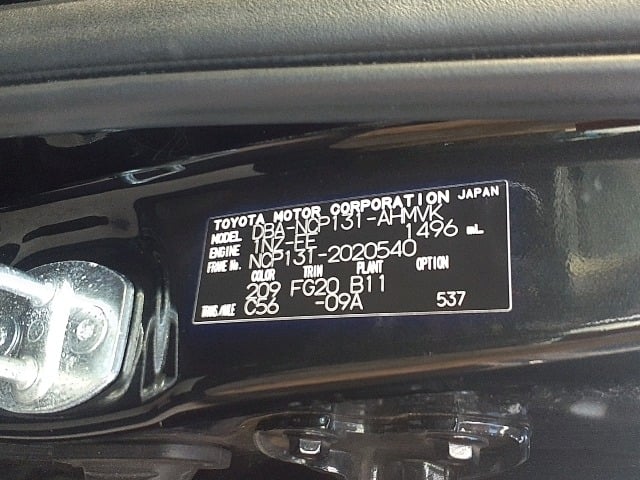 TOYOTA MOTOR CORPORATION JAPAN
MODEL DBA-NCP131-AHMVK
ENGINE 1NZ-FE 1496 mL
FRAME No. NCP131-2020540
COLOR TRIM PLANT OPTION
209 FG20 B11
TRANS/AXLE C56 -09A 537